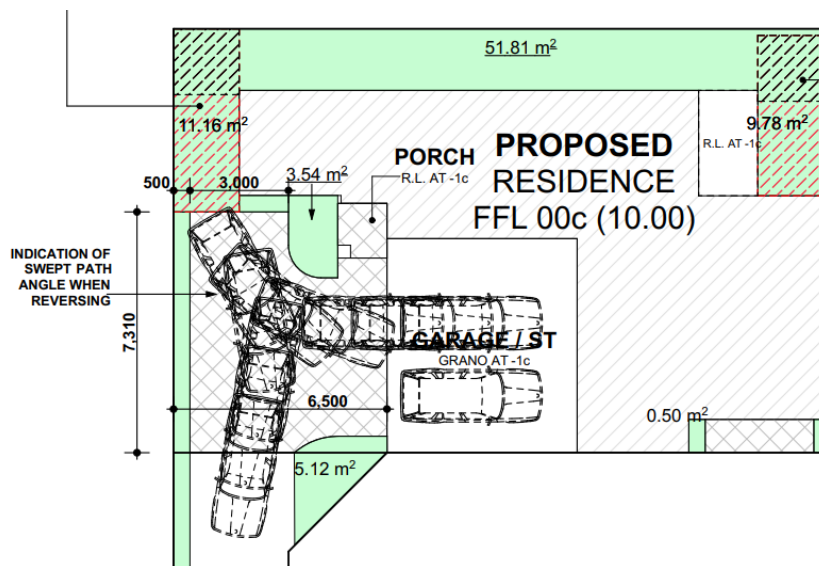 51.81 m²
11.16 m²
9.78 m²
R.L. AT -1c
PORCH
R.L. AT -1c
PROPOSED
RESIDENCE
FFL 00c (10.00)
3.54 m²
500
3,000
INDICATION OF
SWEPT PATH
ANGLE WHEN
REVERSING
7,310
GARAGE / ST
GRANO AT -1c
6,500
0.50 m²
5.12 m²